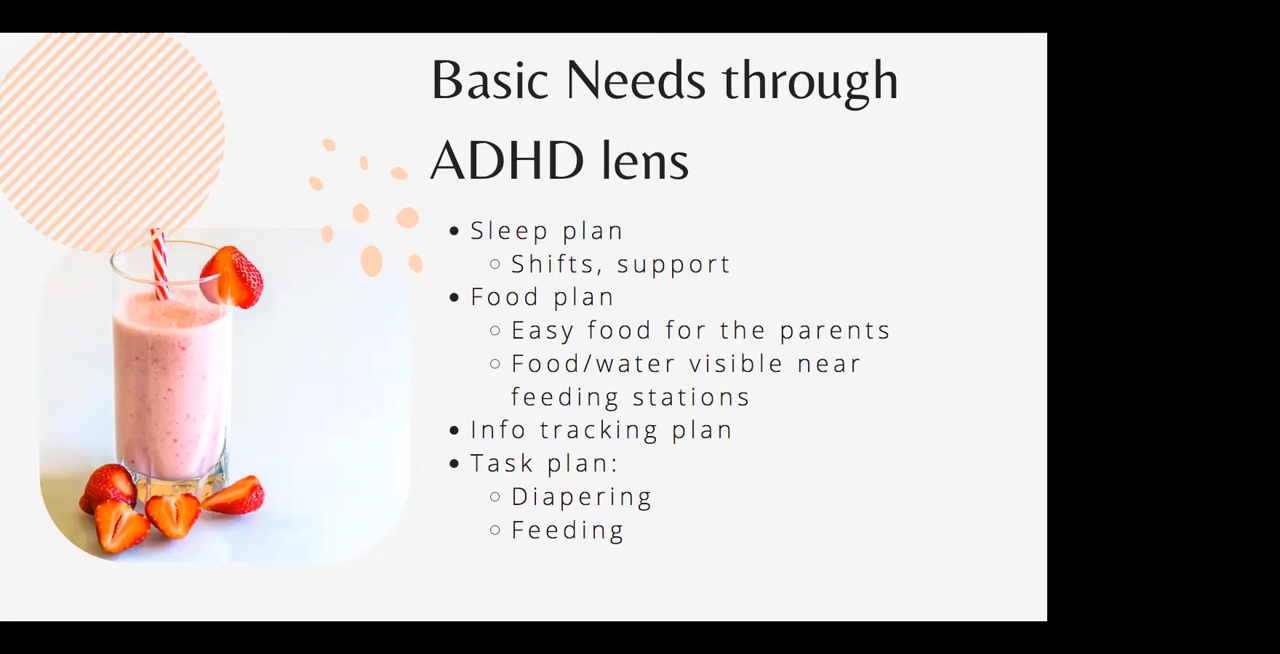 Basic Needs through
ADHD lens
• Sleep plan
○ Shifts, support
• Food plan
○ Easy food for the parents
○ Food/water visible near
feeding stations
• Info tracking plan
• Task plan:
○ Diapering
○ Feeding